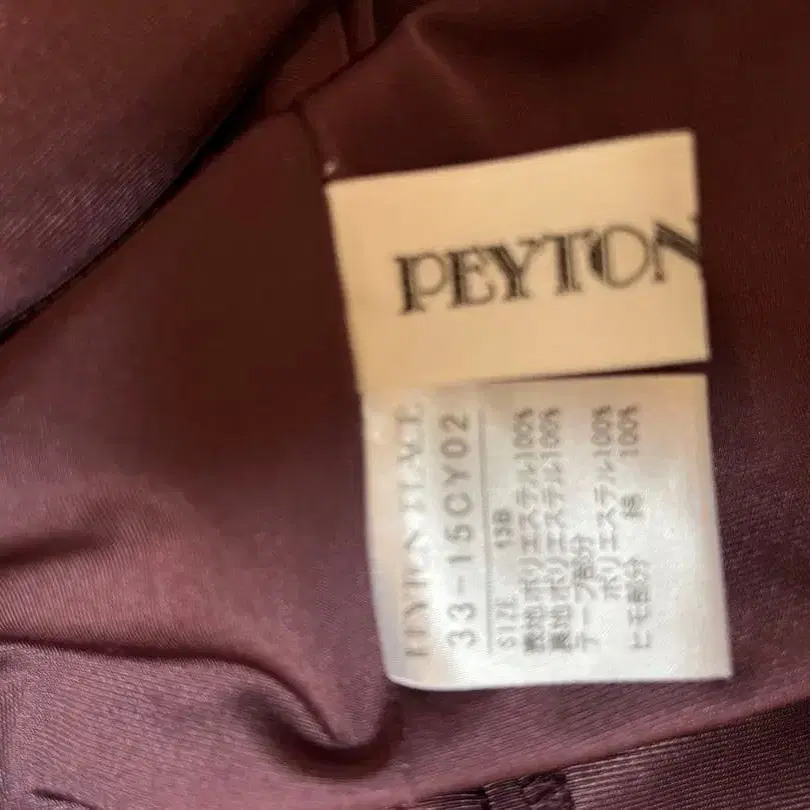 PEYTON
PEYTON PLACE
33-15CY02
SIZE 13B
表地 ポリエステル100%
裏地 ポリエステル100%
テープ部分
ポリエステル100%
ヒモ部分 綿 100%